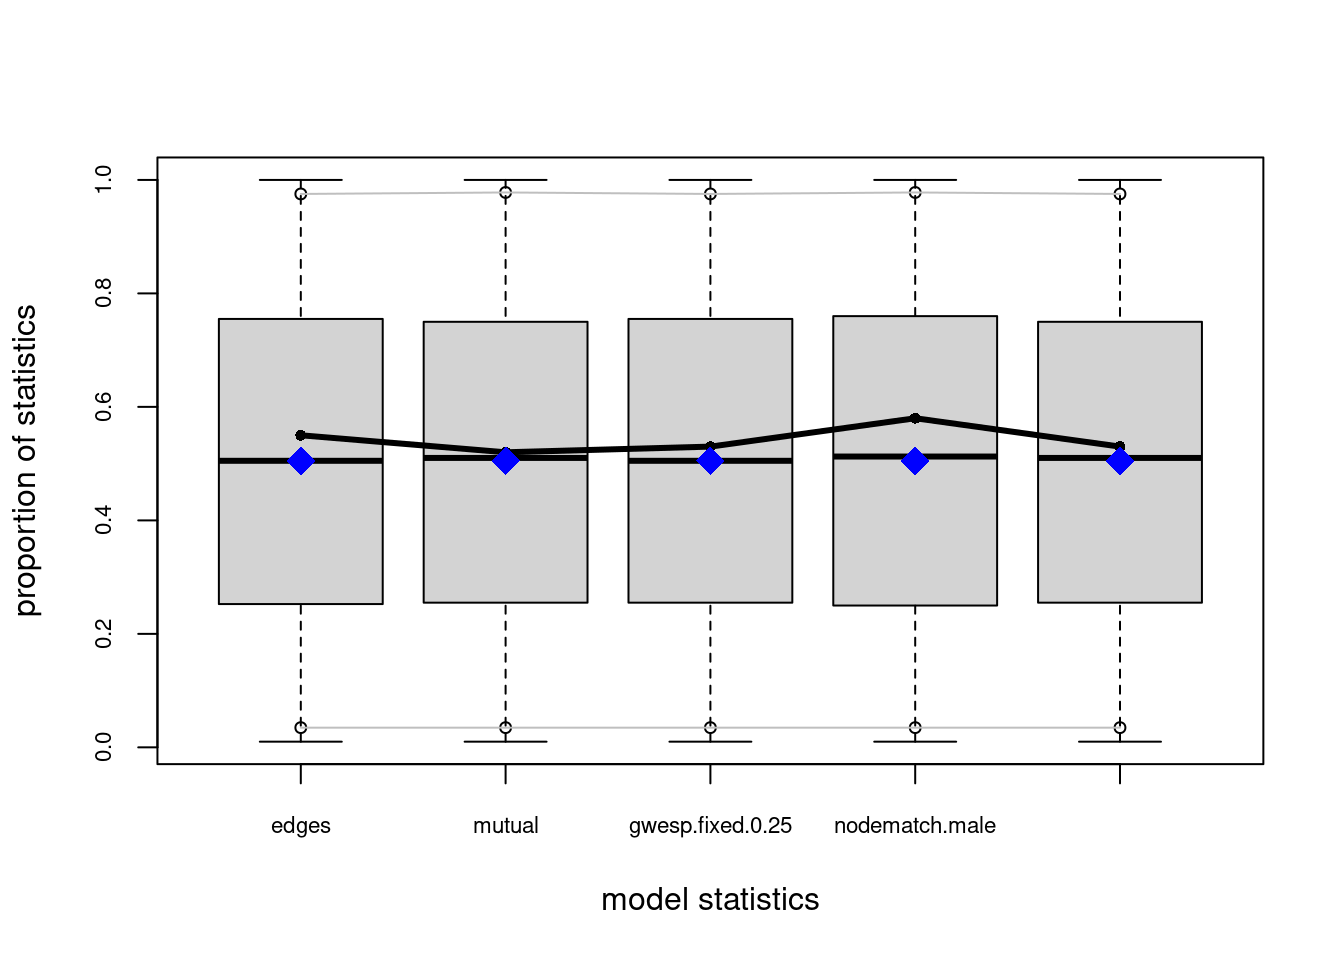 proportion of statistics
1.0
0.8
0.6
0.4
0.2
0.0
edges mutual gwesp.fixed.0.25 nodematch.male
model statistics